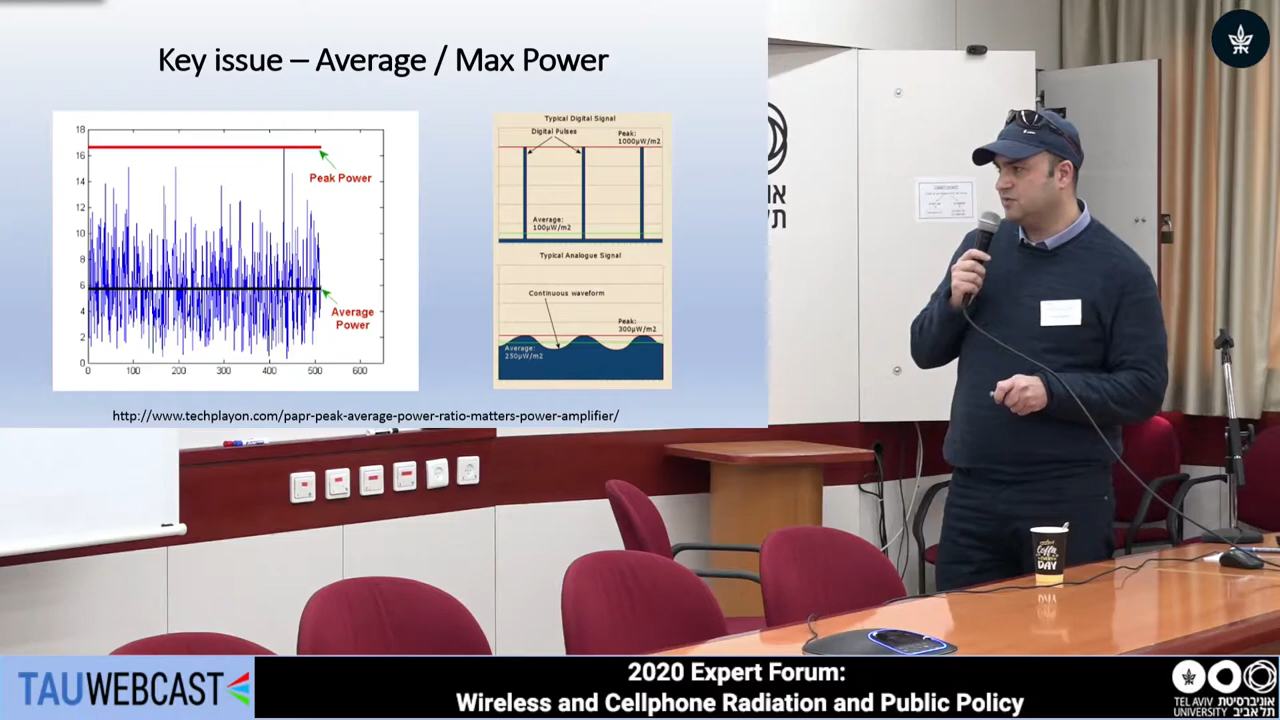 Key issue – Average / Max Power
18
16
14
12
10
8
6
4
2
0
0
100
200
300
400
500
600
Peak Power
Average
Power
Typical Digital Signal
Digital Pulses
Peak:
1000µW/m2
Average:
100µW/m2
Typical Analogue Signal
Continuous waveform
Peak:
300µW/m2
Average:
250µW/m2
http://www.techplayon.com/papr-peak-average-power-ratio-matters-power-amplifier/
Coffee
DAY
TAUWEBCAST
2020 Expert Forum:
Wireless and Cellphone Radiation and Public Policy
TEL AVIV אוניברסיטת
UNIVERSITY תל אביב